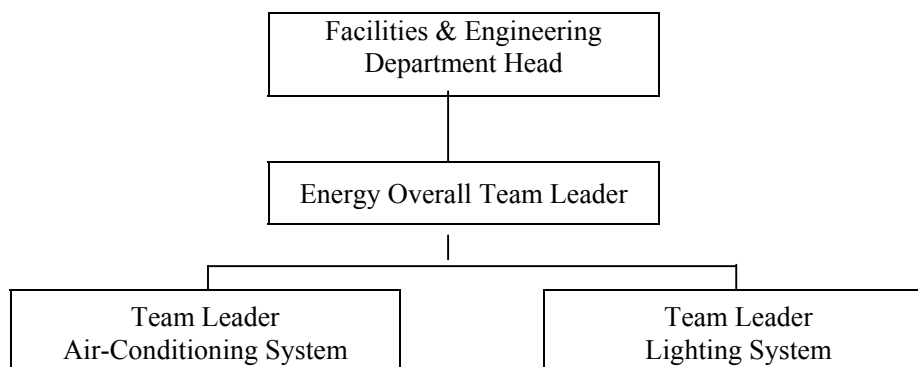 Facilities & Engineering
Department Head
Energy Overall Team Leader
Team Leader
Air-Conditioning System
Team Leader
Lighting System